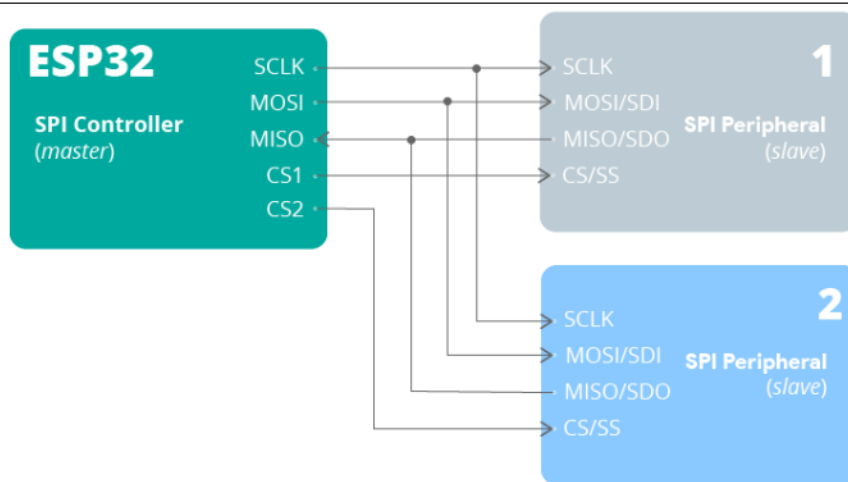 ESP32
SPI Controller
(master)
SCLK
MOSI
MISO
CS1
CS2
1
SCLK
MOSI/SDI
MISO/SDO
CS/SS
SPI Peripheral
(slave)
2
SCLK
MOSI/SDI
MISO/SDO
CS/SS
SPI Peripheral
(slave)